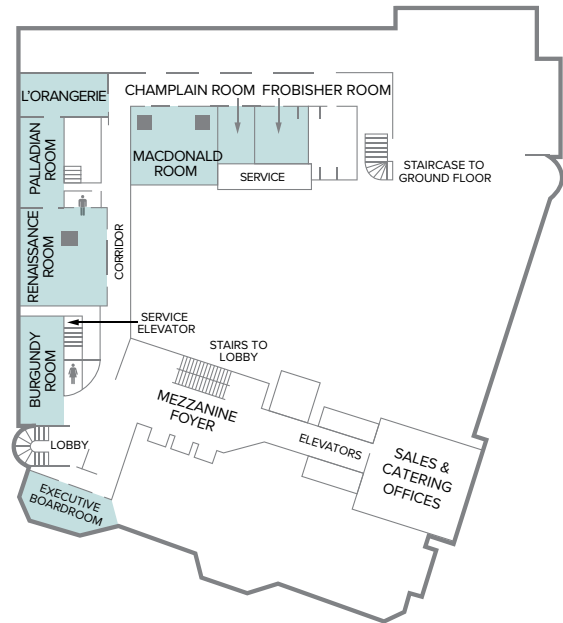 L'ORANGERIE
CHAMPLAIN ROOM
FROBISHER ROOM
PALLADIAN
ROOM
MACDONALD
ROOM
SERVICE
STAIRCASE TO
GROUND FLOOR
RENAISSANCE
ROOM
CORRIDOR
SERVICE
ELEVATOR
BURGUNDY
ROOM
STAIRS TO
LOBBY
MEZZANINE
FOYER
LOBBY
ELEVATORS
SALES &
CATERING
OFFICES
EXECUTIVE
BOARDROOM